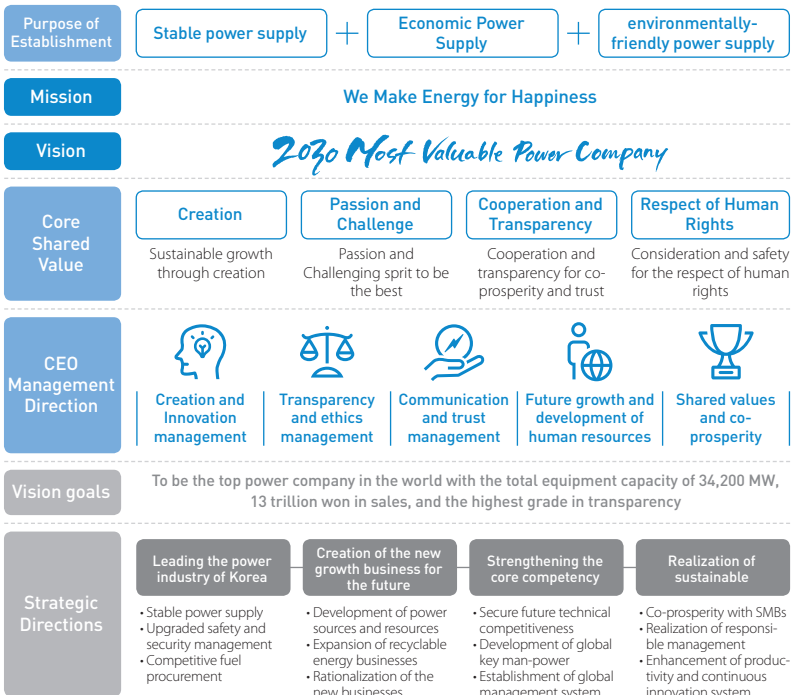 Purpose of
Establishment
Stable power supply
Economic Power
Supply
environmentally-
friendly power supply
Mission
We Make Energy for Happiness
Vision
2030 Most Valuable Power Company
Core
Shared
Value
Creation
Sustainable growth
through creation
Passion and
Challenge
Passion and
Challenging sprit to be
the best
Cooperation and
Transparency
Cooperation and
transparency for co-
prosperity and trust
Respect of Human
Rights
Consideration and safety
for the respect of human
rights
CEO
Management
Direction
Creation and
Innovation
management
Transparency
and ethics
management
Communication
and trust
management
Future growth and
development of
human resources
Shared values
and co-
prosperity
Vision goals
To be the top power company in the world with the total equipment capacity of 34,200 MW,
13 trillion won in sales, and the highest grade in transparency
Strategic
Directions
Leading the power
industry of Korea
• Stable power supply
• Upgraded safety and
security management
• Competitive fuel
procurement
Creation of the new
growth business for
the future
• Development of power
sources and resources
• Expansion of recyclable
energy businesses
• Rationalization of the
new businesses
Strengthening the
core competency
• Secure future technical
competitiveness
• Development of global
key man-power
• Establishment of global
management system
Realization of
sustainable
• Co-prosperity with SMBs
• Realization of responsi-
ble management
• Enhancement of produc-
tivity and continuous
innovation system